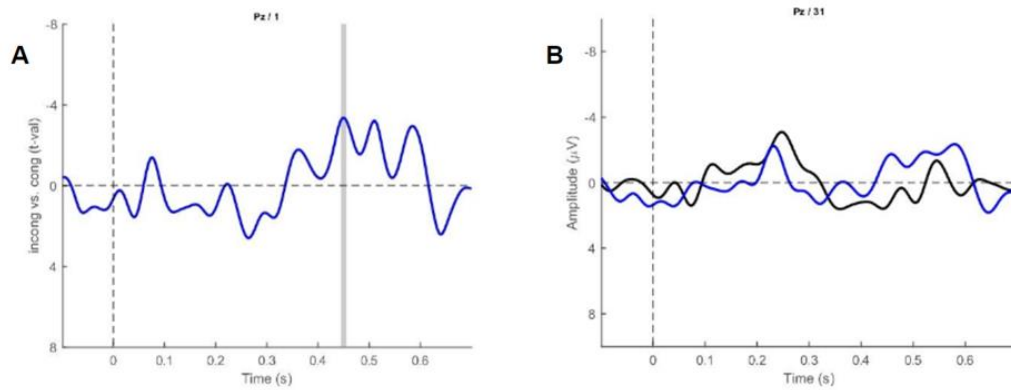 A
Pz / 1
incong vs. cong (t-val)
-8
-4
0
4
8
0 0.1 0.2 0.3 0.4 0.5 0.6
Time (s)
B
Pz / 31
Amplitude (µV)
-8
-4
0
4
8
0 0.1 0.2 0.3 0.4 0.5 0.6
Time (s)